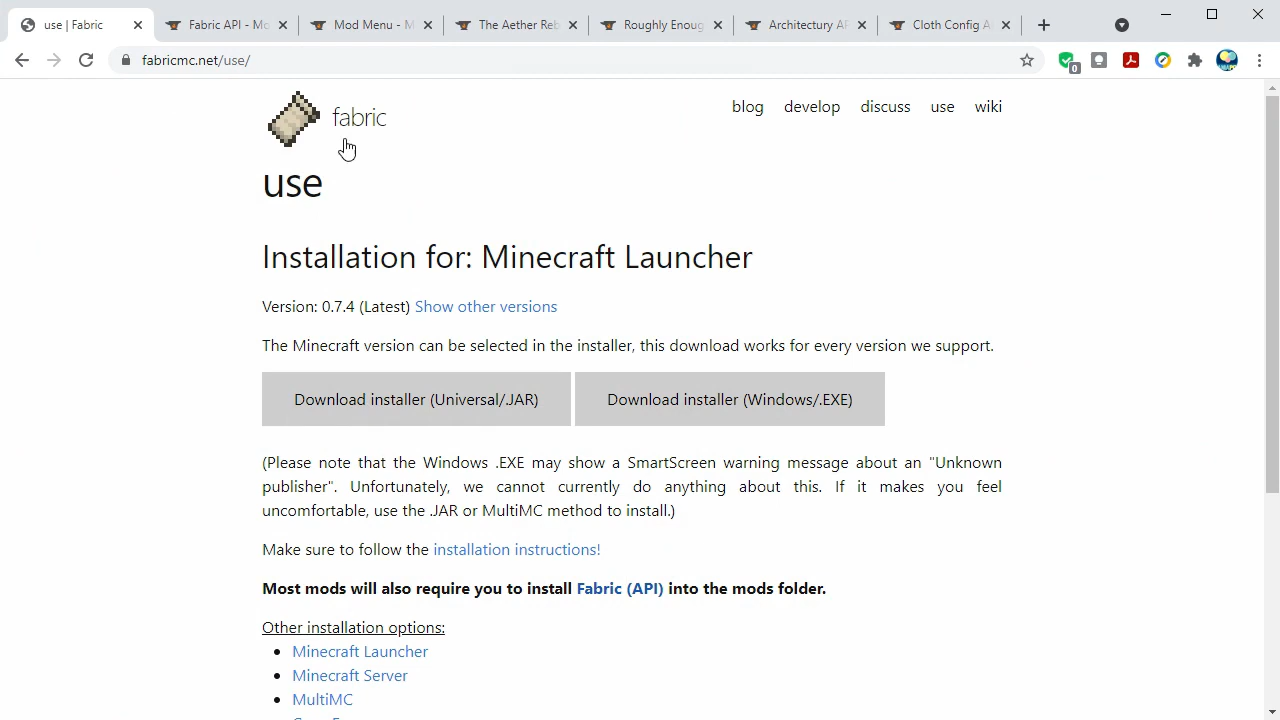 use | Fabric
Fabric API - Mo
Mod Menu - M
The Aether Reb
Roughly Enoug
Architectury AP
Cloth Config A
fabricmc.net/use/
0
fabric
blog develop discuss use wiki
use
Installation for: Minecraft Launcher
Version: 0.7.4 (Latest) Show other versions
The Minecraft version can be selected in the installer, this download works for every version we support.
Download installer (Universal/.JAR)
Download installer (Windows/.EXE)
(Please note that the Windows .EXE may show a SmartScreen warning message about an "Unknown
publisher". Unfortunately, we cannot currently do anything about this. If it makes you feel
uncomfortable, use the .JAR or MultiMC method to install.)
Make sure to follow the installation instructions!
Most mods will also require you to install Fabric (API) into the mods folder.
Other installation options:
Minecraft Launcher
Minecraft Server
MultiMC